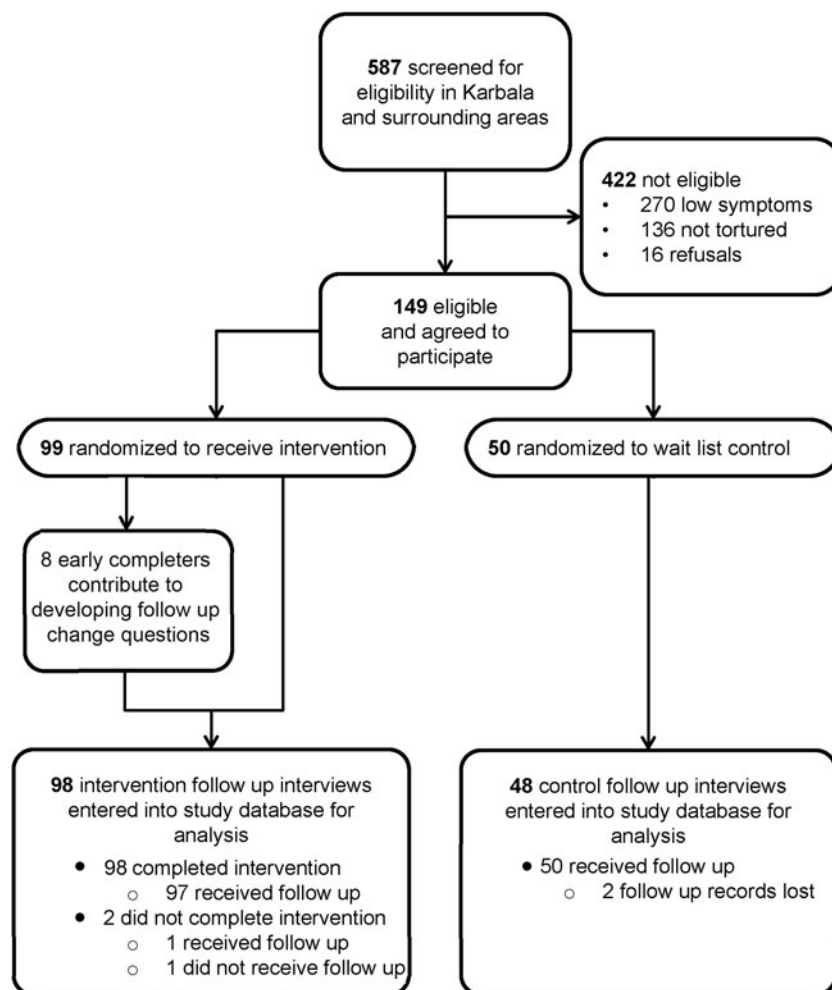 587 screened for
eligibility in Karbala
and surrounding areas
422 not eligible
• 270 low symptoms
• 136 not tortured
• 16 refusals
149 eligible
and agreed to
participate
99 randomized to receive intervention
50 randomized to wait list control
8 early completers
contribute to
developing follow up
change questions
98 intervention follow up interviews
entered into study database for
analysis
• 98 completed intervention
○ 97 received follow up
• 2 did not complete intervention
○ 1 received follow up
○ 1 did not receive follow up
48 control follow up interviews
entered into study database for
analysis
• 50 received follow up
○ 2 follow up records lost